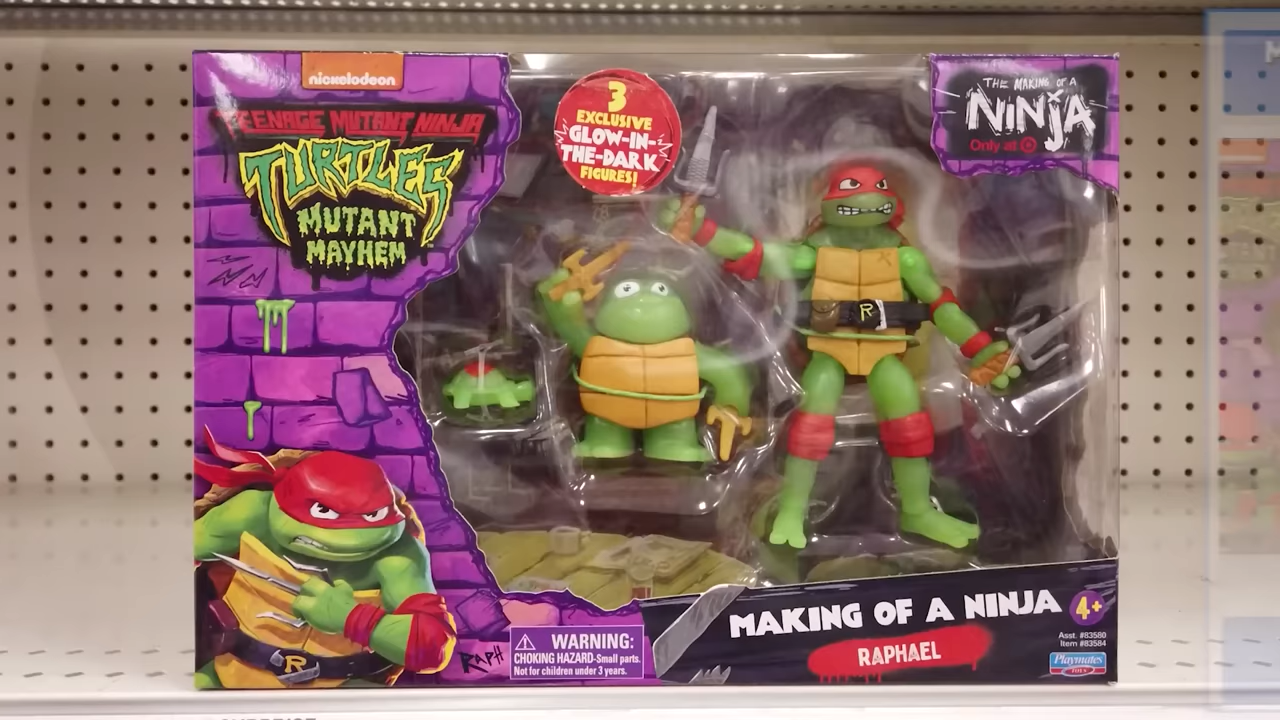 nickelodeon
TEENAGE MUTANT NINJA
TURTLES
MUTANT
MAYHEM
3
EXCLUSIVE
GLOW-IN-
THE-DARK
FIGURES!
THE MAKING OF A
NINJA
Only at
R
R
RAPH
WARNING:
CHOKING HAZARD-Small parts.
Not for children under 3 years.
MAKING OF A NINJA
4+
RAPHAEL
Asst. #83580
Item #83584
Playmates
TOYS